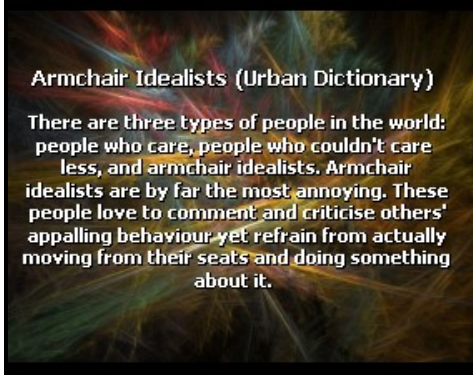 Armchair Idealists (Urban Dictionary)
There are three types of people in the world:
people who care, people who couldn't care
less, and armchair idealists. Armchair
idealists are by far the most annoying. These
people love to comment and criticise others'
appalling behaviour yet refrain from actually
moving from their seats and doing something
about it.